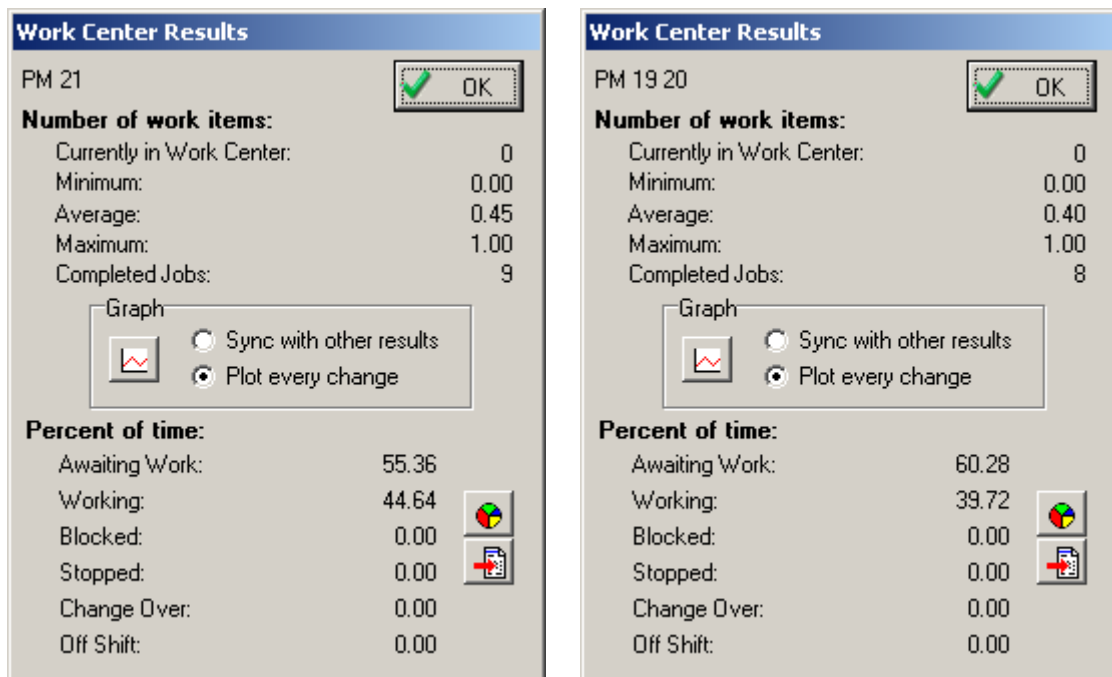 Work Center Results
PM 21
OK
Number of work items:
Currently in Work Center: 0
Minimum: 0.00
Average: 0.45
Maximum: 1.00
Completed Jobs: 9
Graph
Sync with other results
Plot every change
Percent of time:
Awaiting Work: 55.36
Working: 44.64
Blocked: 0.00
Stopped: 0.00
Change Over: 0.00
Off Shift: 0.00
Work Center Results
PM 19 20
OK
Number of work items:
Currently in Work Center: 0
Minimum: 0.00
Average: 0.40
Maximum: 1.00
Completed Jobs: 8
Graph
Sync with other results
Plot every change
Percent of time:
Awaiting Work: 60.28
Working: 39.72
Blocked: 0.00
Stopped: 0.00
Change Over: 0.00
Off Shift: 0.00